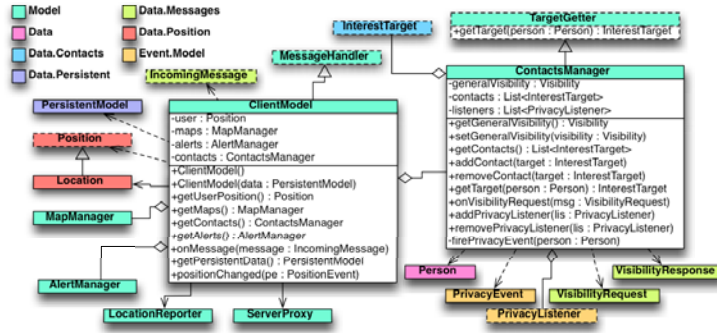 Model
Data
Data.Contacts
Data.Persistent
Data.Messages
Data.Position
Event.Model
InterestTarget
TargetGetter
+getTarget(person : Person) : InterestTarget
MessageHandler
IncomingMessage
PersistentModel
Position
Location
MapManager
AlertManager
ClientModel
-user : Position
-maps : MapManager
-alerts : AlertManager
-contacts : ContactsManager
+ClientModel()
+ClientModel(data : PersistentModel)
+getUserPosition() : Position
+getMaps() : MapManager
+getContacts() : ContactsManager
+getAlerts() : AlertManager
+onMessage(message : IncomingMessage)
+getPersistentData() : PersistentModel
+positionChanged(pe : PositionEvent)
LocationReporter
ServerProxy
ContactsManager
-generalVisibility : Visibility
-contacts : List<InterestTarget>
-listeners : List<PrivacyListener>
+getGeneralVisibility() : Visibility
+setGeneralVisibility(visibility : Visibility)
+getContacts() : List<InterestTarget>
+addContact(target : InterestTarget)
+removeContact(target : InterestTarget)
+getTarget(person : Person) : InterestTarget
+onVisibilityRequest(msg : VisibilityRequest)
+addPrivacyListener(lis : PrivacyListener)
+removePrivacyListener(lis : PrivacyListener)
-firePrivacyEvent(person : Person)
Person
VisibilityResponse
PrivacyEvent
VisibilityRequest
PrivacyListener